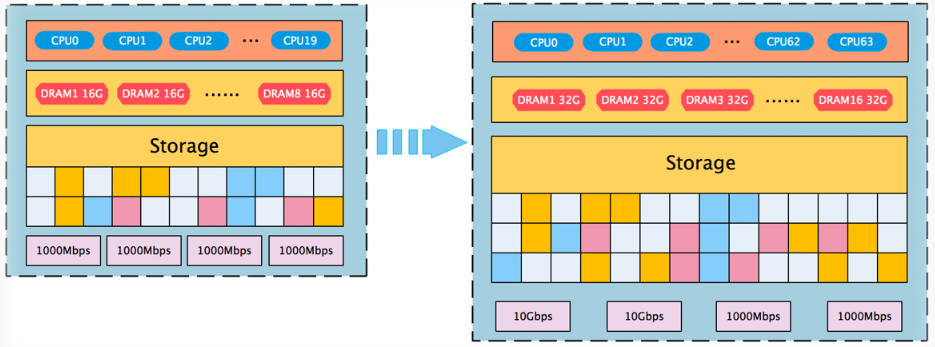 CPU0 CPU1 CPU2 ... CPU19
DRAM1 16G DRAM2 16G ...... DRAM8 16G
Storage
1000Mbps 1000Mbps 1000Mbps 1000Mbps
CPU0 CPU1 CPU2 ... CPU62 CPU63
DRAM1 32G DRAM2 32G DRAM3 32G ...... DRAM16 32G
Storage
10Gbps 10Gbps 1000Mbps 1000Mbps